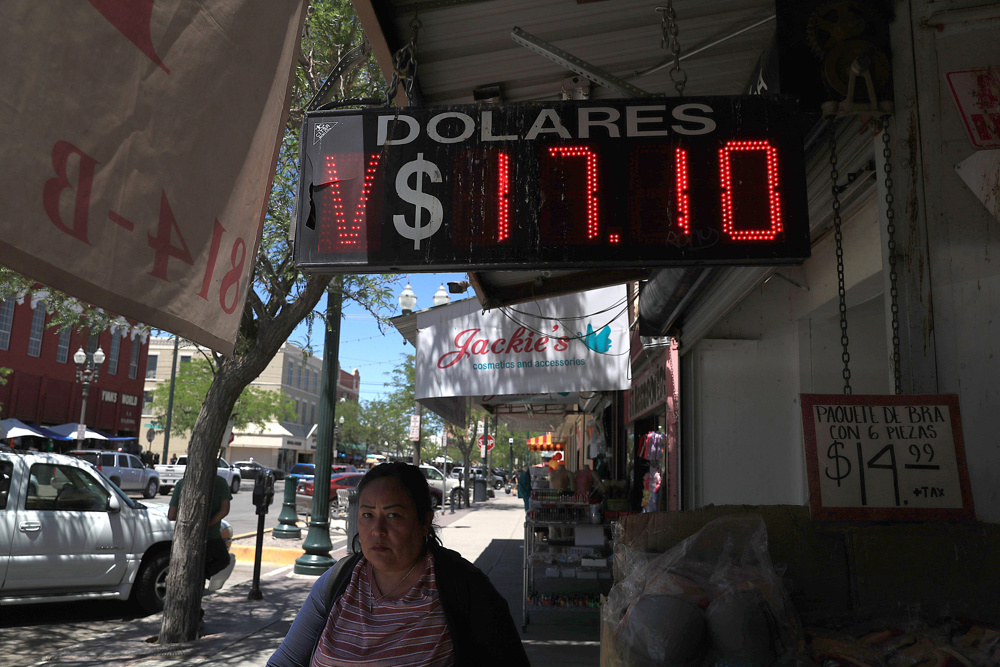 DOLARES
V $ 17.10
814-B
Jackie's
cosmetics and accessories
PAQUETE DE BRA
CON 6 PIEZAS
$14.99
+TAX